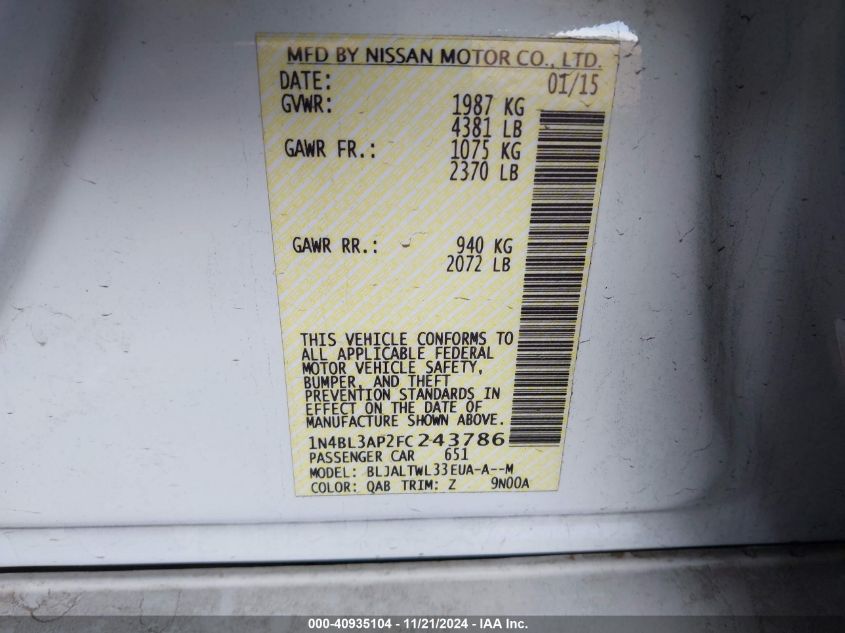 MFD BY NISSAN MOTOR CO., LTD.
DATE: 01/15
GVWR: 1987 KG
4381 LB
GAWR FR.: 1075 KG
2370 LB
GAWR RR.: 940 KG
2072 LB
THIS VEHICLE CONFORMS TO
ALL APPLICABLE FEDERAL
MOTOR VEHICLE SAFETY,
BUMPER, AND THEFT
PREVENTION STANDARDS IN
EFFECT ON THE DATE OF
MANUFACTURE SHOWN ABOVE.
1N4BL3AP2FC243786
PASSENGER CAR 651
MODEL: BLJALTWL33EUA-A--M
COLOR: QAB TRIM: Z 9N00A
000-40935104 - 11/21/2024 - IAA Inc.